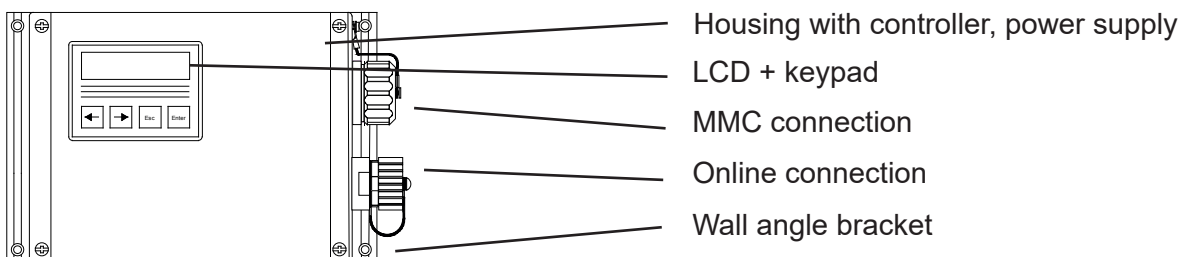 Housing with controller, power supply
LCD + keypad
Esc Enter
MMC connection
Online connection
Wall angle bracket